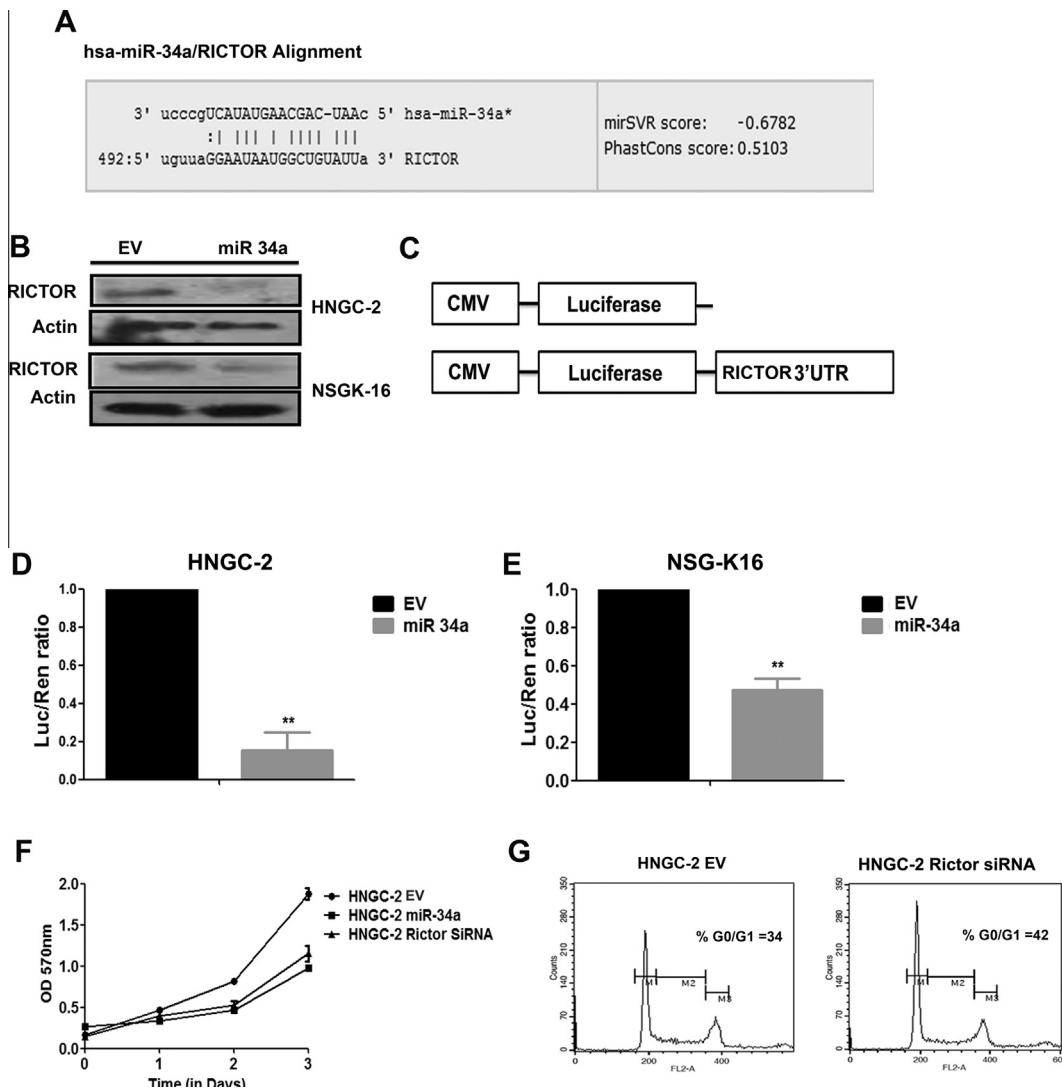 A
hsa-miR-34a/RICTOR Alignment
3' ucccgUCAUAUGAACGAC-UAAc 5' hsa-miR-34a*
:| ||| | |||| |||
492:5' uguuaGGAAUAAUGGCUGUAUUa 3' RICTOR
mirSVR score: -0.6782
PhastCons score: 0.5103
B
EV miR 34a
RICTOR
Actin
HNGC-2
RICTOR
Actin
NSGK-16
C
CMV Luciferase
CMV Luciferase RICTOR 3'UTR
D
HNGC-2
Luc/Ren ratio
1.0
0.8
0.6
0.4
0.2
0.0
**
EV
miR 34a
E
NSG-K16
Luc/Ren ratio
1.0
0.8
0.6
0.4
0.2
0.0
**
EV
miR-34a
F
OD 570nm
2.0
1.5
1.0
0.5
0.0
0 1 2 3
Time (in Days)
HNGC-2 EV
HNGC-2 miR-34a
HNGC-2 Rictor SiRNA
G
HNGC-2 EV
Counts
350
280
210
140
70
0
% G0/G1 =34
M M2 M3
0 200 400
FL2-A
HNGC-2 Rictor siRNA
Counts
350
280
210
140
70
0
% G0/G1 =42
M M2 M3
0 200 400 60
FL2-A